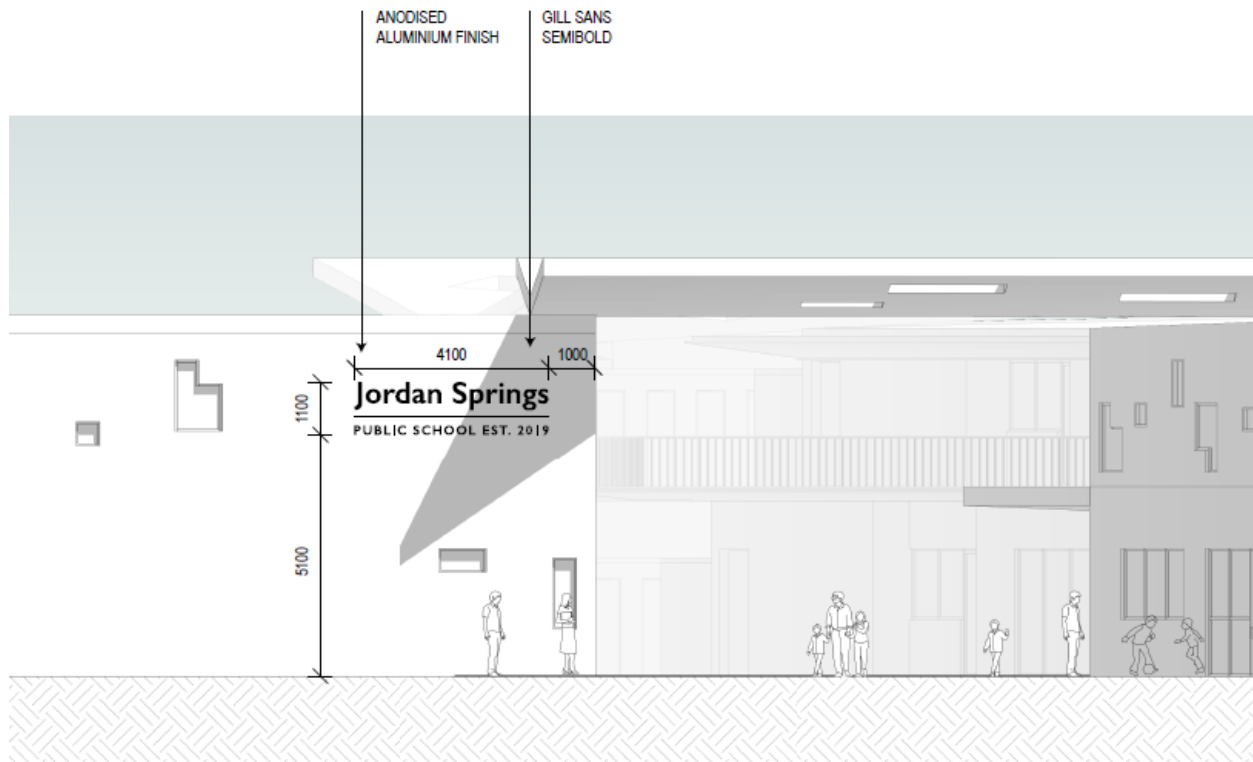 ANODISED
ALUMINIUM FINISH
GILL SANS
SEMIBOLD
4100
1000
1100
Jordan Springs
PUBLIC SCHOOL EST. 2019
5100